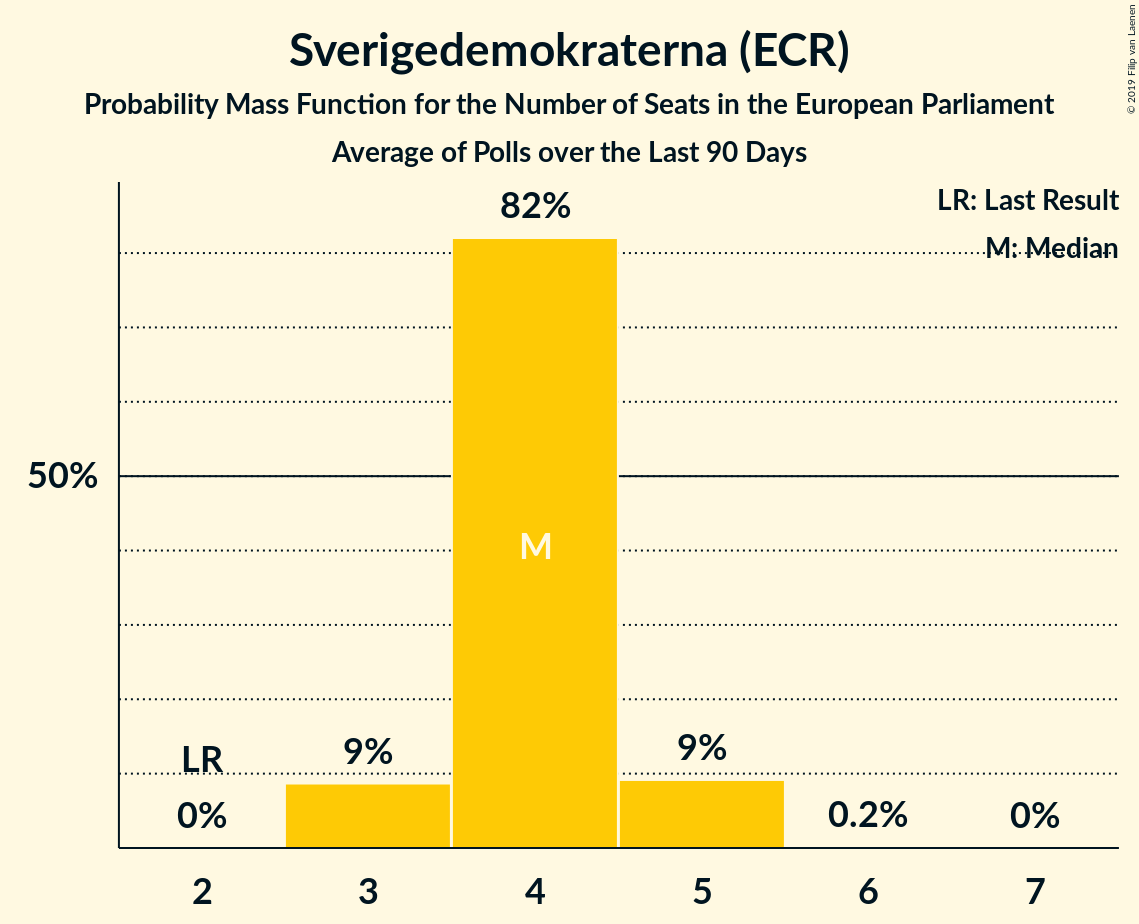 Sverigedemokraterna (ECR)
Probability Mass Function for the Number of Seats in the European Parliament
Average of Polls over the Last 90 Days
© 2019 Filip van Laenen
LR: Last Result
M: Median
82%
50%
M
LR
0%
9%
9%
0.2%
0%
2 3 4 5 6 7